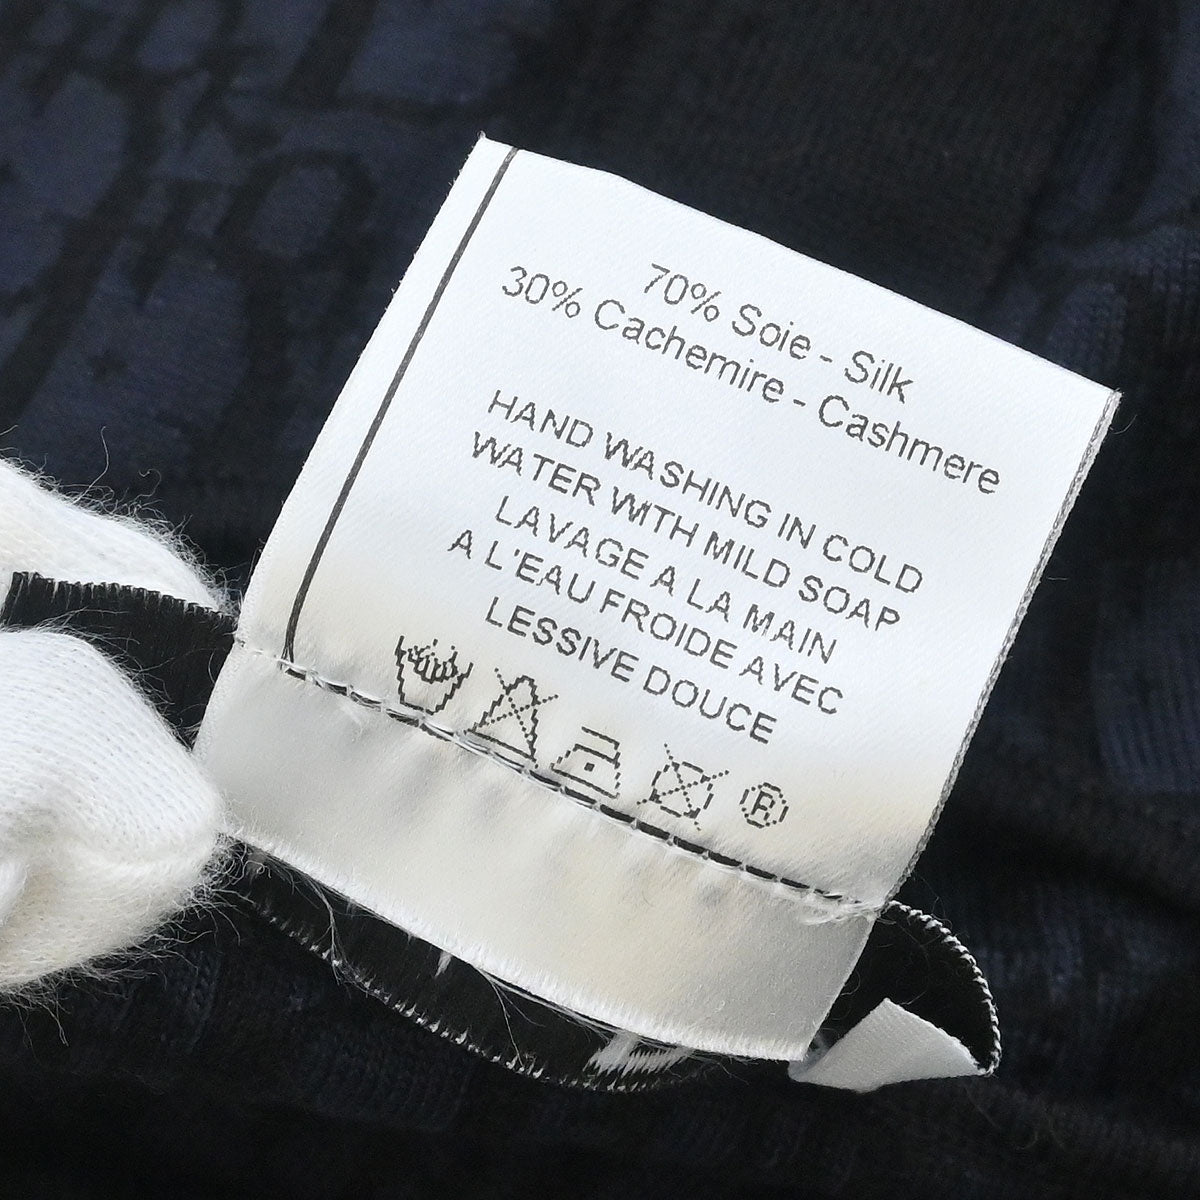 70% Soie - Silk
30% Cachemire - Cashmere
HAND WASHING IN COLD
WATER WITH MILD SOAP
LAVAGE A LA MAIN
A L'EAU FROIDE AVEC
LESSIVE DOUCE
R